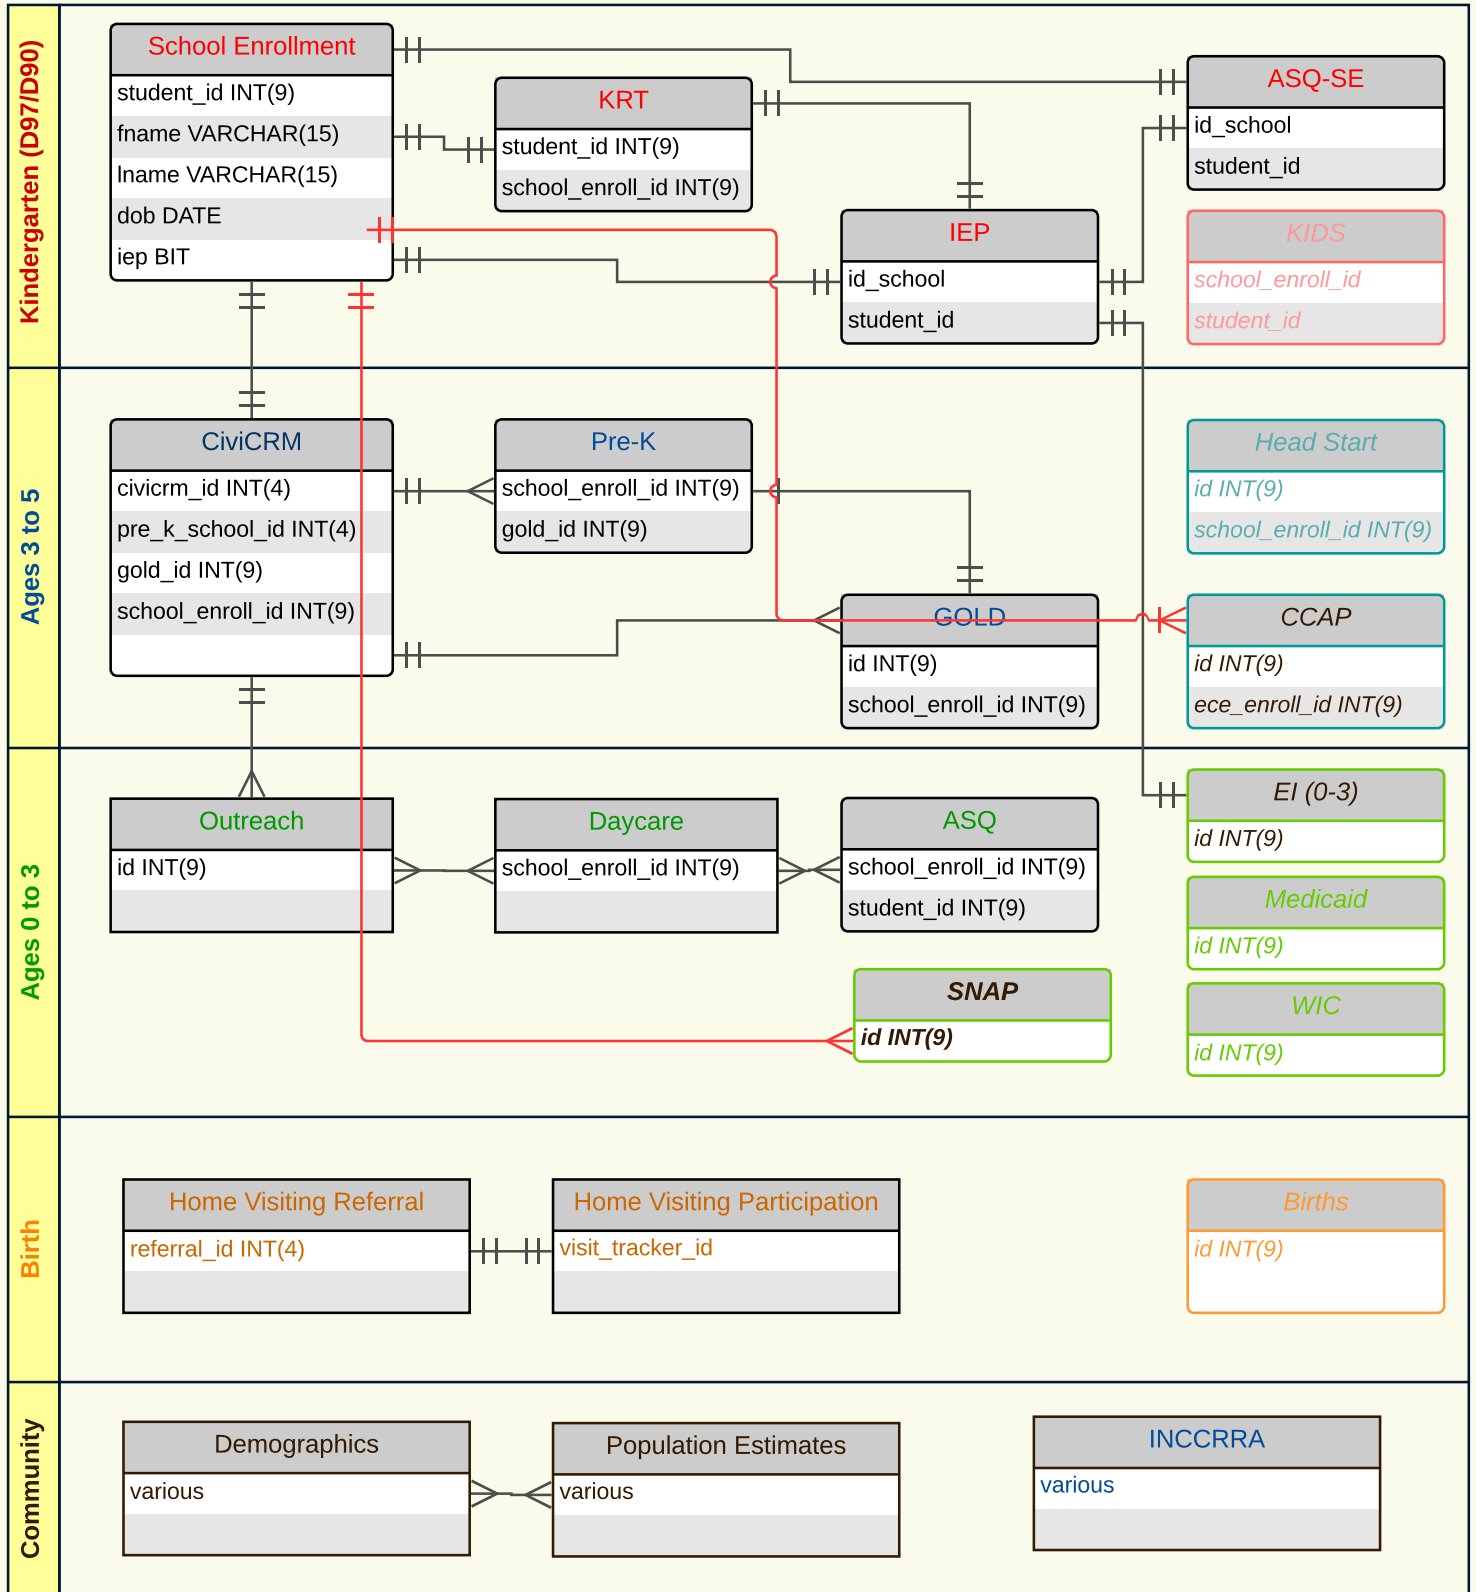 Kindergarten (D97/D90)
School Enrollment
student_id INT(9)
fname VARCHAR(15)
lname VARCHAR(15)
dob DATE
iep BIT
KRT
student_id INT(9)
school_enroll_id INT(9)
ASQ-SE
id_school
student_id
IEP
id_school
student_id
KIDS
school_enroll_id
student_id
Ages 3 to 5
CiviCRM
civicrm_id INT(4)
pre_k_school_id INT(4)
gold_id INT(9)
school_enroll_id INT(9)
Pre-K
school_enroll_id INT(9)
gold_id INT(9)
Head Start
id INT(9)
school_enroll_id INT(9)
GOLD
id INT(9)
school_enroll_id INT(9)
CCAP
id INT(9)
ece_enroll_id INT(9)
Ages 0 to 3
Outreach
id INT(9)
Daycare
school_enroll_id INT(9)
ASQ
school_enroll_id INT(9)
student_id INT(9)
EI (0-3)
id INT(9)
Medicaid
id INT(9)
SNAP
id INT(9)
WIC
id INT(9)
Birth
Home Visiting Referral
referral_id INT(4)
Home Visiting Participation
visit_tracker_id
Births
id INT(9)
Community
Demographics
various
Population Estimates
various
INCCRRA
various